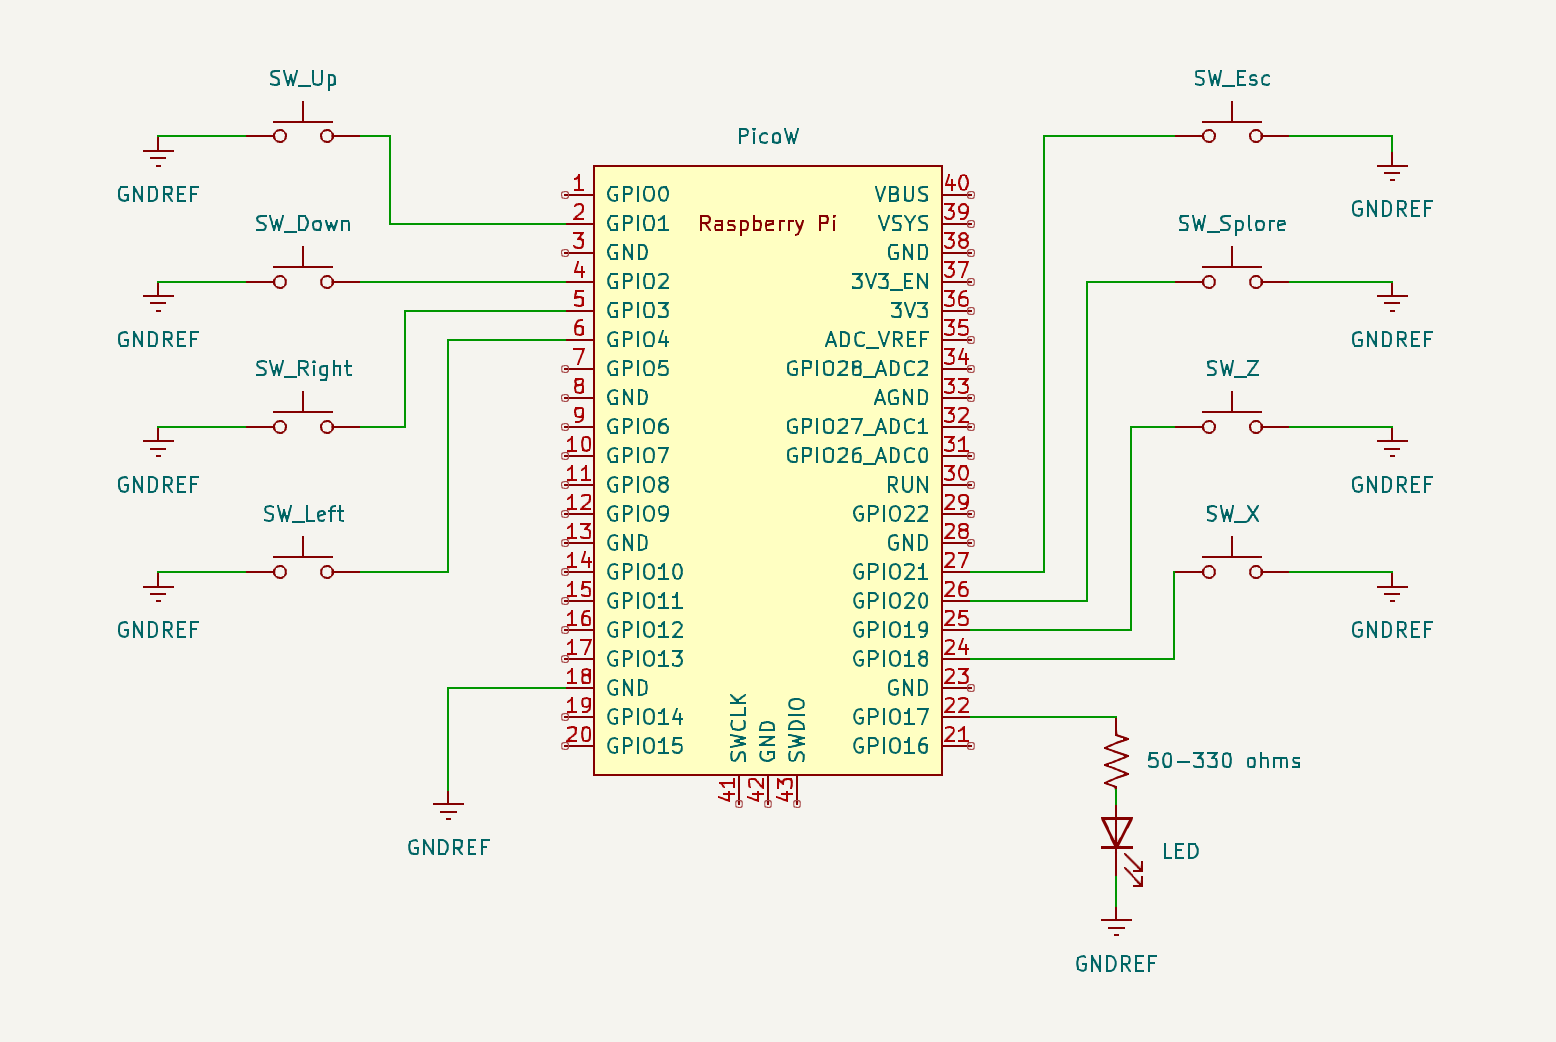 SW_Up
SW_Esc
PicoW
GNDREF
GNDREF
SW_Down
SW_Splore
Raspberry Pi
1 GPIO0
2 GPIO1
3 GND
4 GPIO2
5 GPIO3
6 GPIO4
7 GPIO5
8 GND
9 GPIO6
10 GPIO7
11 GPIO8
12 GPIO9
13 GND
14 GPIO10
15 GPIO11
16 GPIO12
17 GPIO13
18 GND
19 GPIO14
20 GPIO15
VBUS 40
VSYS 39
GND 38
3V3_EN 37
3V3 36
ADC_VREF 35
GPIO28_ADC2 34
AGND 33
GPIO27_ADC1 32
GPIO26_ADC0 31
RUN 30
GPIO22 29
GND 28
GPIO21 27
GPIO20 26
GPIO19 25
GPIO18 24
GND 23
GPIO17 22
GPIO16 21
SWCLK 41
GND 42
SWDIO 43
GNDREF
GNDREF
SW_Right
SW_Z
GNDREF
GNDREF
SW_Left
SW_X
GNDREF
GNDREF
50-330 ohms
GNDREF
LED
GNDREF